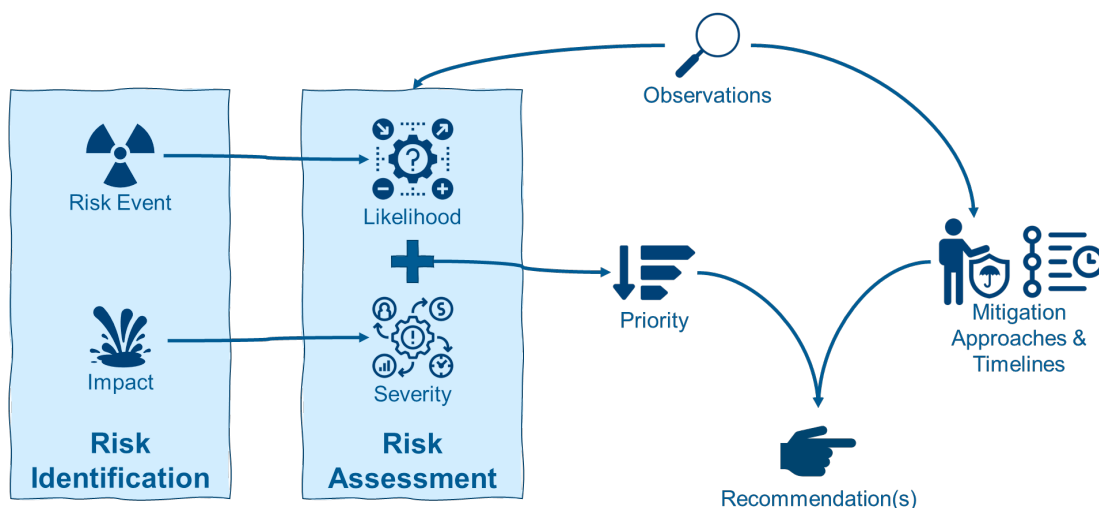 Observations
Risk Event
Likelihood
Impact
Severity
Priority
Mitigation
Approaches &
Timelines
Risk
Identification
Risk
Assessment
Recommendation(s)